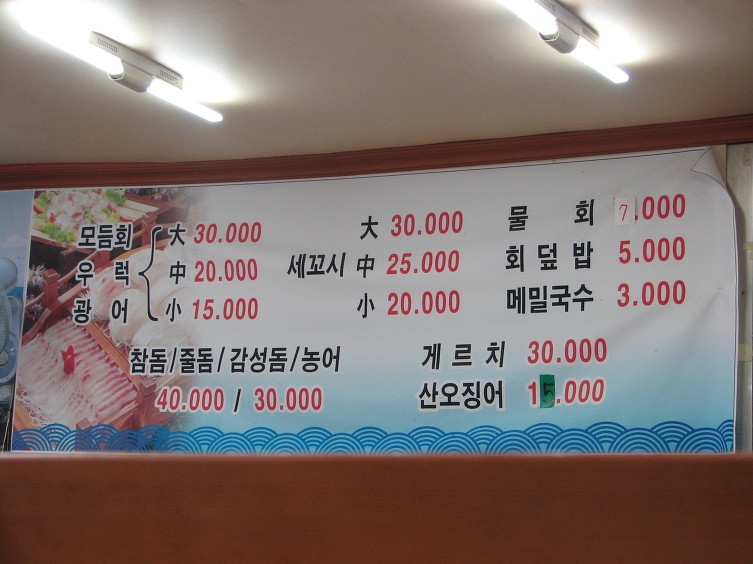 모듬회 大 30.000 大 30.000 물 회 7.000
우 럭 中 20.000 세꼬시 中 25.000 회 덮 밥 5.000
광 어 小 15.000 小 20.000 메밀국수 3.000
참돔/줄돔/감성돔/농어 게 르 치 30.000
40.000 / 30.000 산오징어 15.000